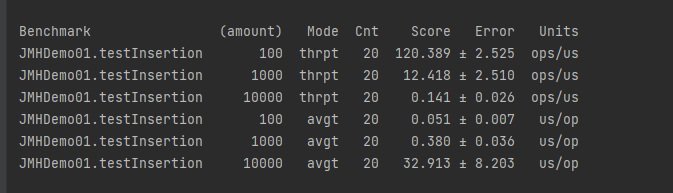 Benchmark (amount) Mode Cnt Score Error Units
JMHDemo01.testInsertion 100 thrpt 20 120.389 ± 2.525 ops/us
JMHDemo01.testInsertion 1000 thrpt 20 12.418 ± 2.510 ops/us
JMHDemo01.testInsertion 10000 thrpt 20 0.141 ± 0.026 ops/us
JMHDemo01.testInsertion 100 avgt 20 0.051 ± 0.007 us/op
JMHDemo01.testInsertion 1000 avgt 20 0.380 ± 0.036 us/op
JMHDemo01.testInsertion 10000 avgt 20 32.913 ± 8.203 us/op